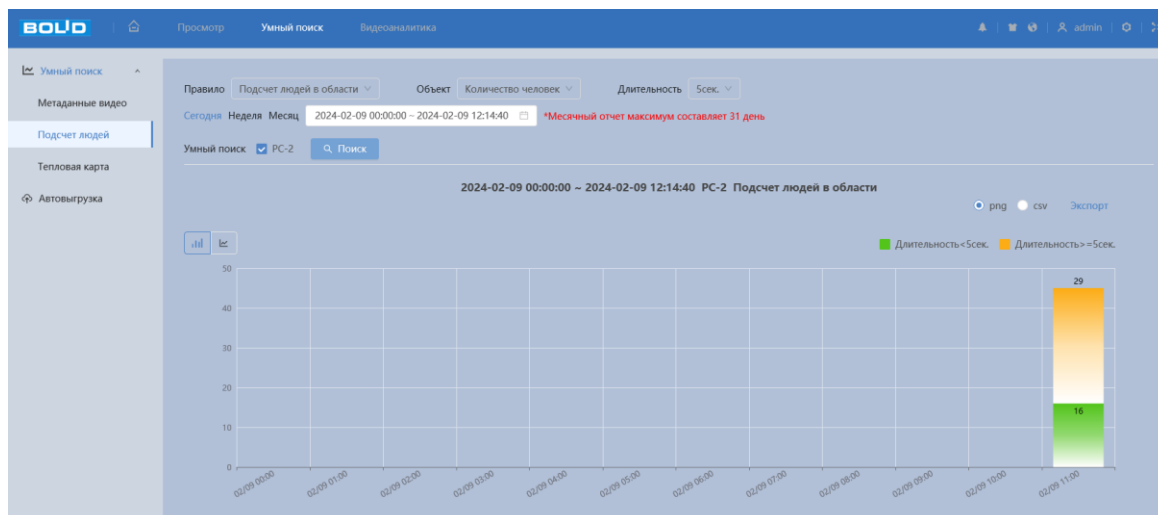 BOLID Просмотр Умный поиск Видеоаналитика admin
Умный поиск
Метаданные видео
Подсчет людей
Тепловая карта
Автовыгрузка
Правило Подсчет людей в области Объект Количество человек Длительность 5сек.
Сегодня Неделя Месяц 2024-02-09 00:00:00 ~ 2024-02-09 12:14:40 *Месячный отчет максимум составляет 31 день
Умный поиск PC-2 Поиск
2024-02-09 00:00:00 ~ 2024-02-09 12:14:40 PC-2 Подсчет людей в области
png csv Экспорт
Длительность<5сек. Длительность>=5сек.
50
40
30
20
10
0
29
16
02/09 00:00 02/09 01:00 02/09 02:00 02/09 03:00 02/09 04:00 02/09 05:00 02/09 06:00 02/09 07:00 02/09 08:00 02/09 09:00 02/09 10:00 02/09 11:00